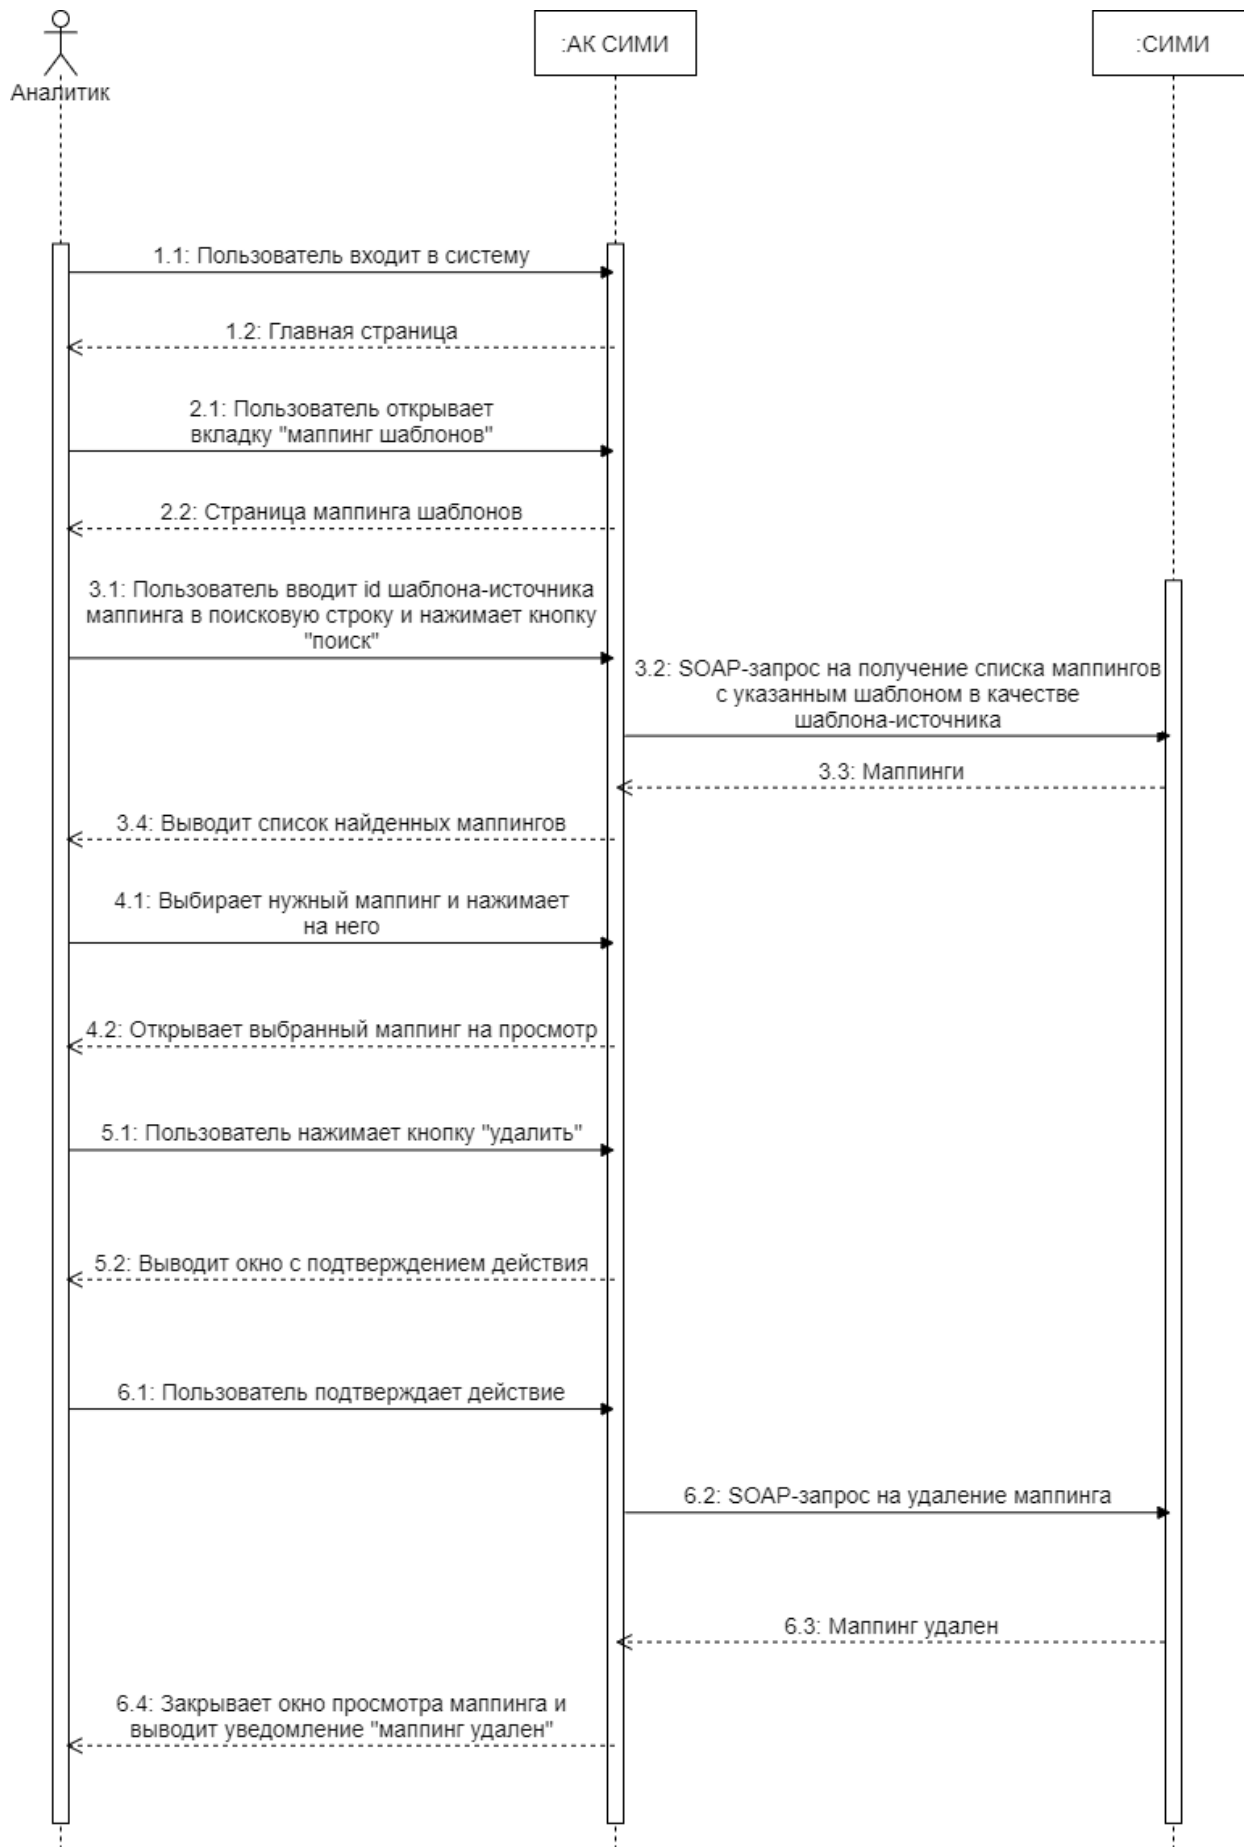 :АК СИМИ
:СИМИ
Аналитик
1.1: Пользователь входит в систему
1.2: Главная страница
2.1: Пользователь открывает
вкладку "маппинг шаблонов"
2.2: Страница маппинга шаблонов
3.1: Пользователь вводит id шаблона-источника
маппинга в поисковую строку и нажимает кнопку
"поиск"
3.2: SOAP-запрос на получение списка маппингов
с указанным шаблоном в качестве
шаблона-источника
3.3: Маппинги
3.4: Выводит список найденных маппингов
4.1: Выбирает нужный маппинг и нажимает
на него
4.2: Открывает выбранный маппинг на просмотр
5.1: Пользователь нажимает кнопку "удалить"
5.2: Выводит окно с подтверждением действия
6.1: Пользователь подтверждает действие
6.2: SOAP-запрос на удаление маппинга
6.3: Маппинг удален
6.4: Закрывает окно просмотра маппинга и
выводит уведомление "маппинг удален"